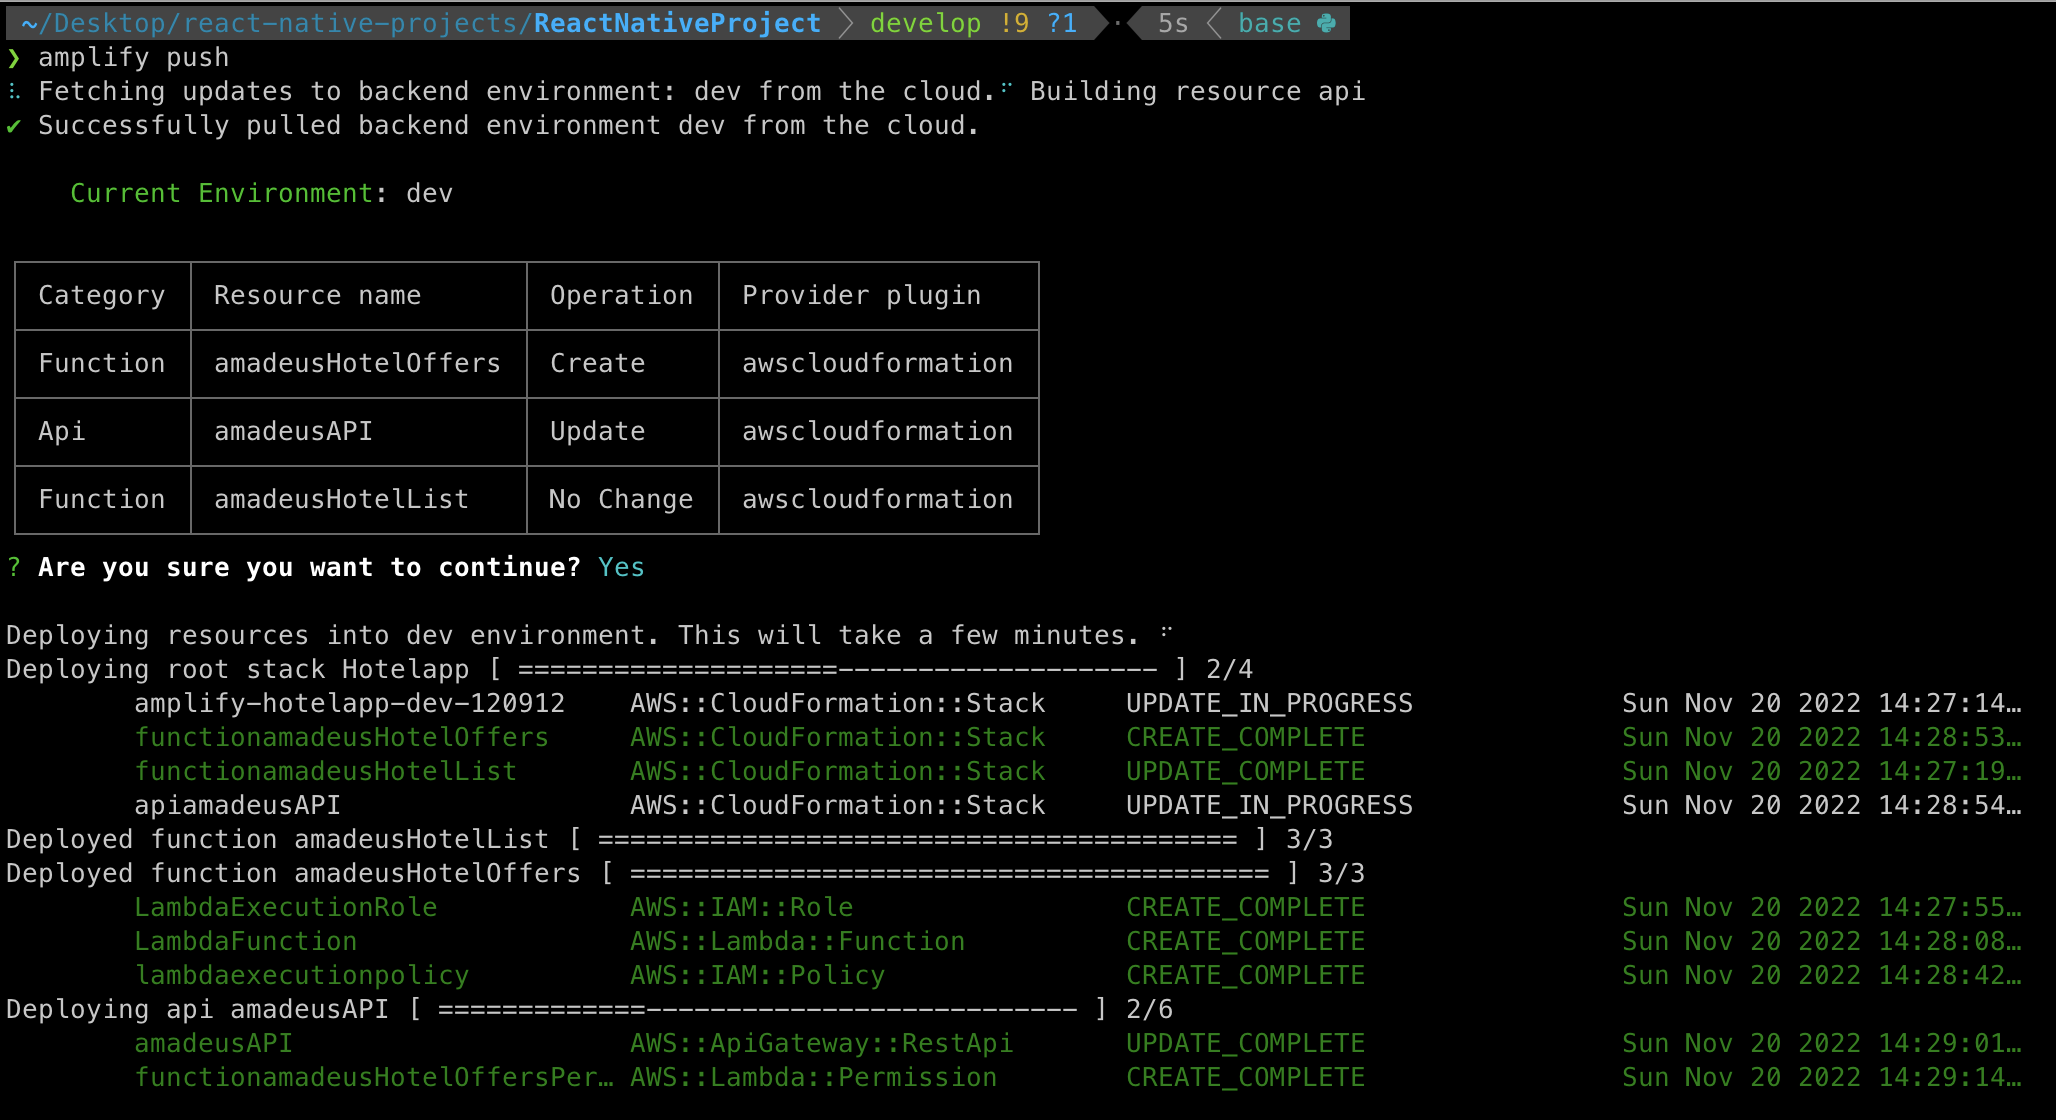 ~/Desktop/react-native-projects/ReactNativeProject develop !9 ?1 · 5s base
❯ amplify push
Fetching updates to backend environment: dev from the cloud. Building resource api
✔ Successfully pulled backend environment dev from the cloud.
Current Environment: dev
Category Resource name Operation Provider plugin
Function amadeusHotelOffers Create awscloudformation
Api amadeusAPI Update awscloudformation
Function amadeusHotelList No Change awscloudformation
? Are you sure you want to continue? Yes
Deploying resources into dev environment. This will take a few minutes.
Deploying root stack Hotelapp [ ====================-------------------- ] 2/4
amplify-hotelapp-dev-120912 AWS::CloudFormation::Stack UPDATE_IN_PROGRESS Sun Nov 20 2022 14:27:14…
functionamadeusHotelOffers AWS::CloudFormation::Stack CREATE_COMPLETE Sun Nov 20 2022 14:28:53…
functionamadeusHotelList AWS::CloudFormation::Stack UPDATE_COMPLETE Sun Nov 20 2022 14:27:19…
apiamadeusAPI AWS::CloudFormation::Stack UPDATE_IN_PROGRESS Sun Nov 20 2022 14:28:54…
Deployed function amadeusHotelList [ ======================================== ] 3/3
Deployed function amadeusHotelOffers [ ======================================== ] 3/3
LambdaExecutionRole AWS::IAM::Role CREATE_COMPLETE Sun Nov 20 2022 14:27:55…
LambdaFunction AWS::Lambda::Function CREATE_COMPLETE Sun Nov 20 2022 14:28:08…
lambdaexecutionpolicy AWS::IAM::Policy CREATE_COMPLETE Sun Nov 20 2022 14:28:42…
Deploying api amadeusAPI [ =============--------------------------- ] 2/6
amadeusAPI AWS::ApiGateway::RestApi UPDATE_COMPLETE Sun Nov 20 2022 14:29:01…
functionamadeusHotelOffersPer… AWS::Lambda::Permission CREATE_COMPLETE Sun Nov 20 2022 14:29:14…